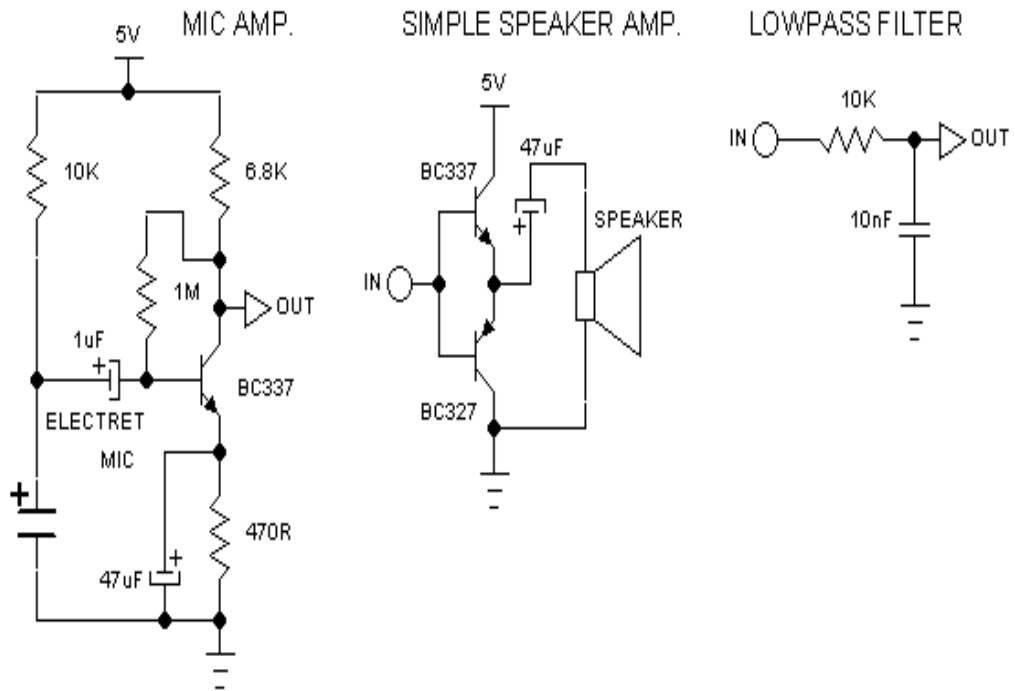 MIC AMP.
5V
10K
6.8K
1M
OUT
1uF
+
BC337
ELECTRET
MIC
+
470R
+
47uF
SIMPLE SPEAKER AMP.
5V
47uF
BC337
+
SPEAKER
IN
BC327
LOWPASS FILTER
10K
IN
OUT
10nF